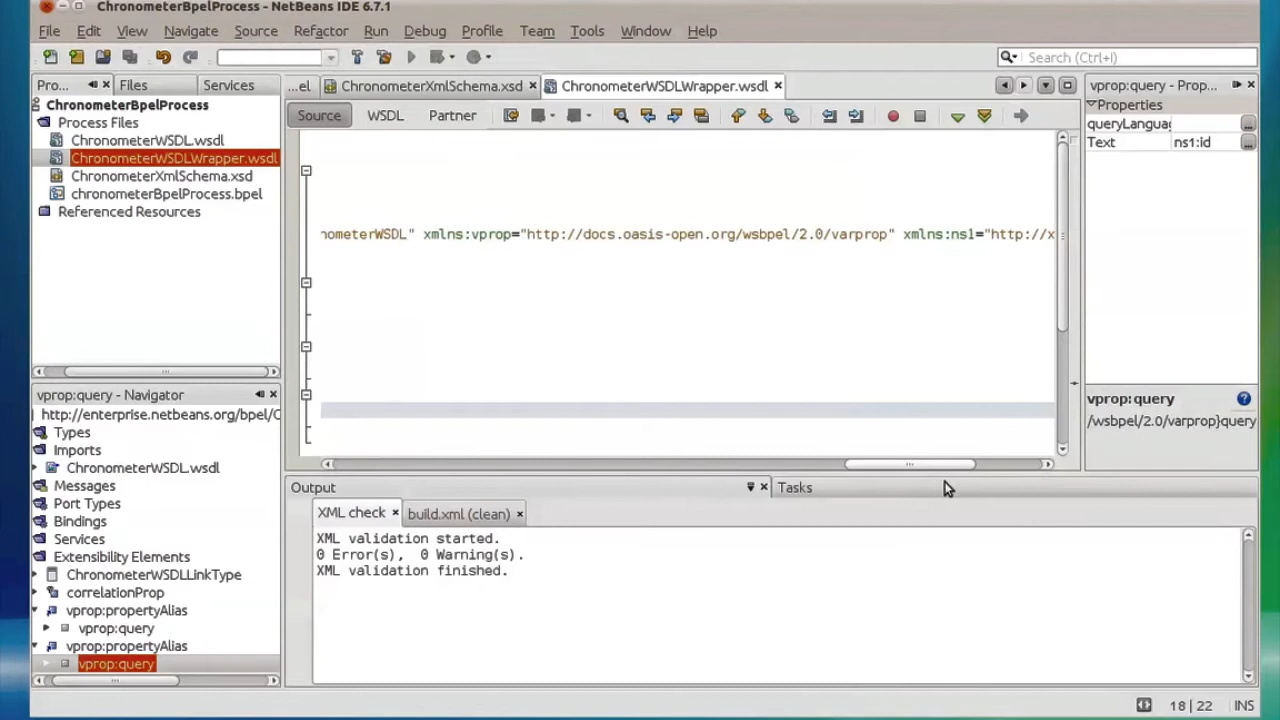 ChronometerBpelProcess - NetBeans IDE 6.7.1
File Edit View Navigate Source Refactor Run Debug Profile Team Tools Window Help
Search (Ctrl+I)
Pro... Files Services
...el ChronometerXmlSchema.xsd ChronometerWSDLWrapper.wsdl
vprop:query - Prop...
ChronometerBpelProcess
Process Files
ChronometerWSDL.wsdl
ChronometerWSDLWrapper.wsdl
ChronometerXmlSchema.xsd
chronometerBpelProcess.bpel
Referenced Resources
Source WSDL Partner
nometerWSDL" xmlns:vprop="http://docs.oasis-open.org/wsbpel/2.0/varprop" xmlns:ns1="http://x
Properties
queryLangua
Text ns1:id
vprop:query
/wsbpel/2.0/varprop}query
vprop:query - Navigator
http://enterprise.netbeans.org/bpel/C
Types
Imports
ChronometerWSDL.wsdl
Messages
Port Types
Bindings
Services
Extensibility Elements
ChronometerWSDLLinkType
correlationProp
vprop:propertyAlias
vprop:query
vprop:propertyAlias
vprop:query
Output Tasks
XML check build.xml (clean)
XML validation started.
0 Error(s), 0 Warning(s).
XML validation finished.
18 | 22 INS